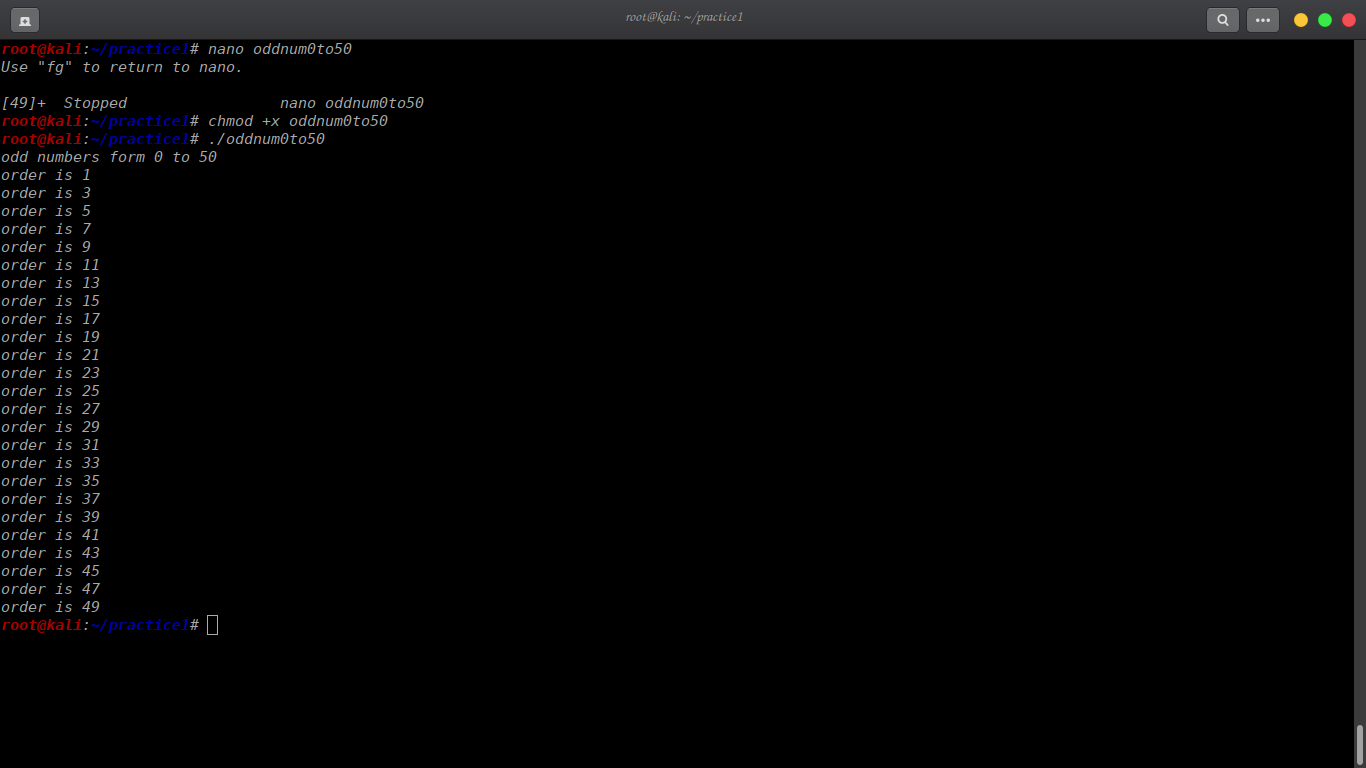 root@kali: ~/practice1
root@kali:~/practice1# nano oddnum0to50
Use "fg" to return to nano.
[49]+  Stopped                 nano oddnum0to50
root@kali:~/practice1# chmod +x oddnum0to50
root@kali:~/practice1# ./oddnum0to50
odd numbers form 0 to 50
order is 1
order is 3
order is 5
order is 7
order is 9
order is 11
order is 13
order is 15
order is 17
order is 19
order is 21
order is 23
order is 25
order is 27
order is 29
order is 31
order is 33
order is 35
order is 37
order is 39
order is 41
order is 43
order is 45
order is 47
order is 49
root@kali:~/practice1#